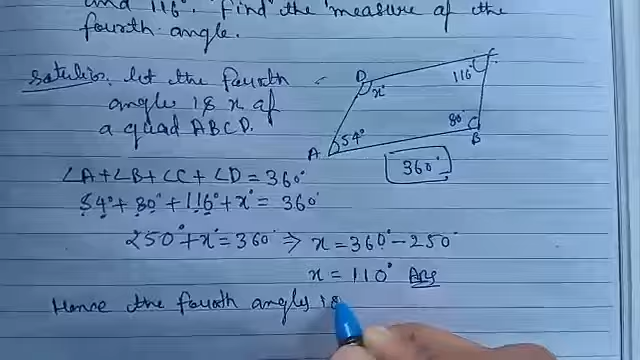 and 116°. Find the measure of the
fourth angle.
Solution. let the fourth
angle is x of
a quad ABCD.
D
x°
C
116°
80°
B
A
54°
360°
∠A+∠B+∠C+∠D=360°
54°+80°+116°+x°=360°
250°+x°=360° ⇒ x=360°-250°
x=110° Ans
Hence the fourth angle is